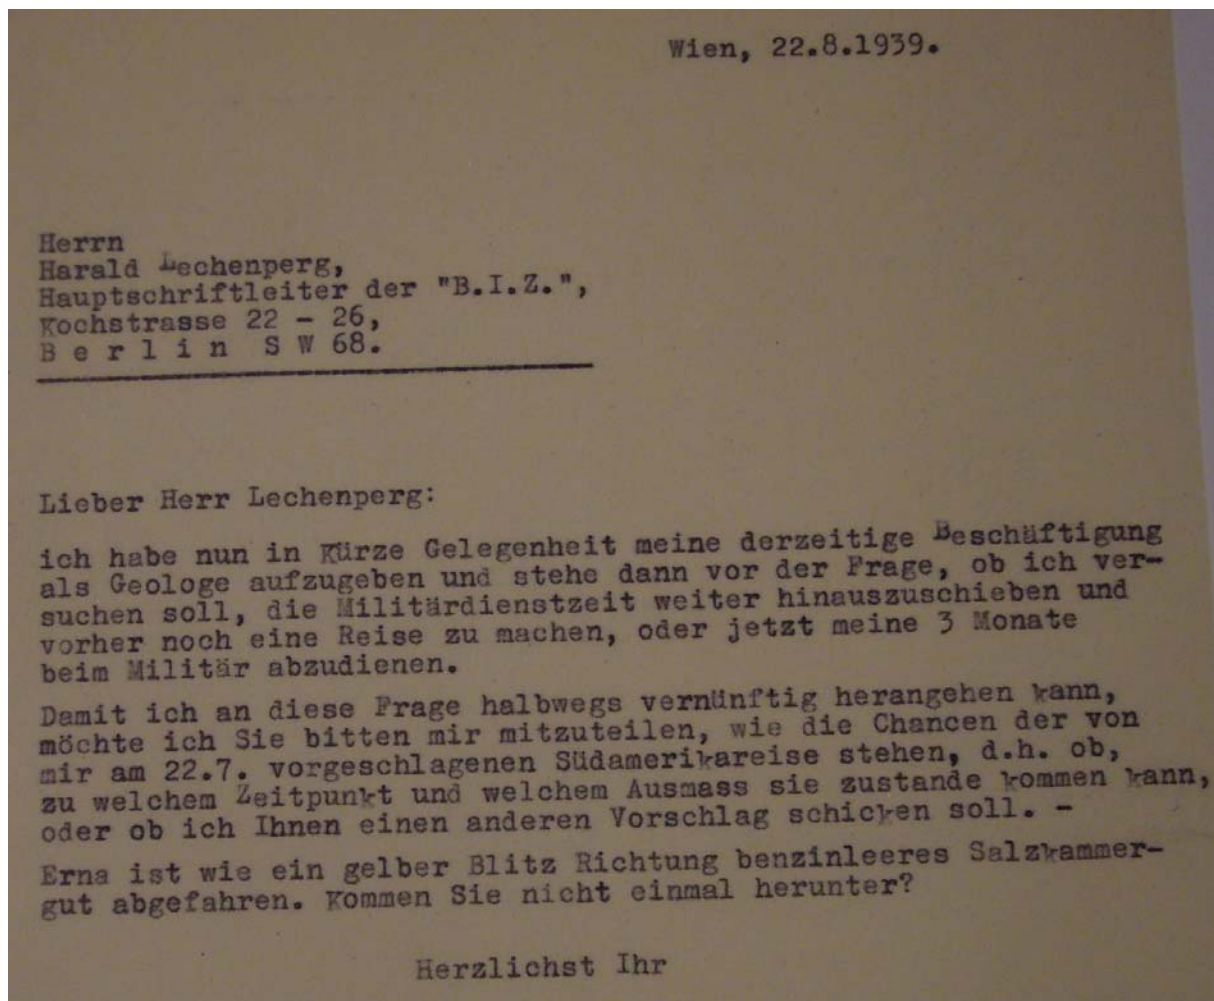 Wien, 22.8.1939.
Herrn
Harald Lechenperg,
Hauptschriftleiter der "B.I.Z.",
Kochstrasse 22 - 26,
B e r l i n  S W 68.
Lieber Herr Lechenperg:
ich habe nun in Kürze Gelegenheit meine derzeitige Beschäftigung
als Geologe aufzugeben und stehe dann vor der Frage, ob ich ver-
suchen soll, die Militärdienstzeit weiter hinauszuschieben und
vorher noch eine Reise zu machen, oder jetzt meine 3 Monate
beim Militär abzudienen.
Damit ich an diese Frage halbwegs vernünftig herangehen kann,
möchte ich Sie bitten mir mitzuteilen, wie die Chancen der von
mir am 22.7. vorgeschlagenen Südamerikareise stehen, d.h. ob,
zu welchem Zeitpunkt und welchem Ausmass sie zustande kommen kann,
oder ob ich Ihnen einen anderen Vorschlag schicken soll. -
Erna ist wie ein gelber Blitz Richtung benzinleeres Salzkammer-
gut abgefahren. Kommen Sie nicht einmal herunter?
Herzlichst Ihr